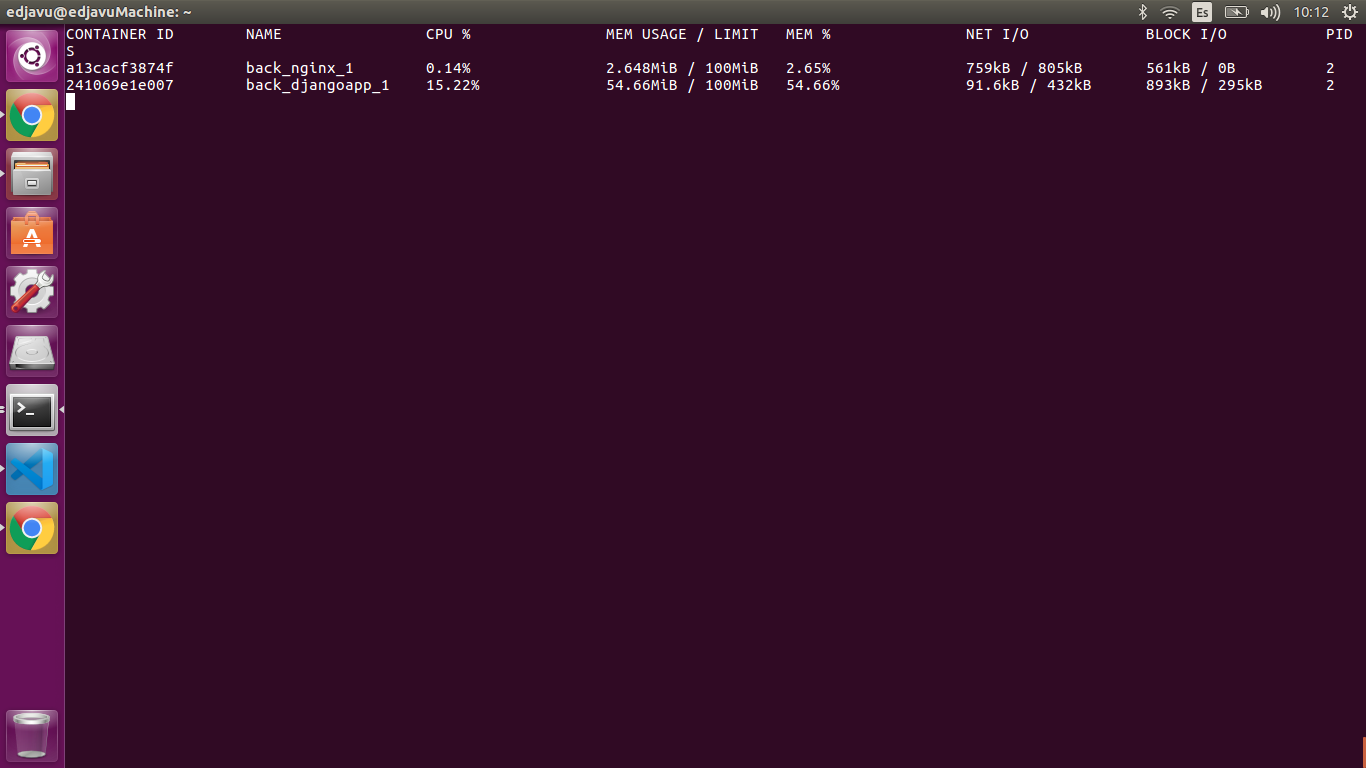 edjavu@edjavuMachine: ~ Es 10:12
CONTAINER ID NAME CPU % MEM USAGE / LIMIT MEM % NET I/O BLOCK I/O PID
S
a13cacf3874f back_nginx_1 0.14% 2.648MiB / 100MiB 2.65% 759kB / 805kB 561kB / 0B 2
241069e1e007 back_djangoapp_1 15.22% 54.66MiB / 100MiB 54.66% 91.6kB / 432kB 893kB / 295kB 2